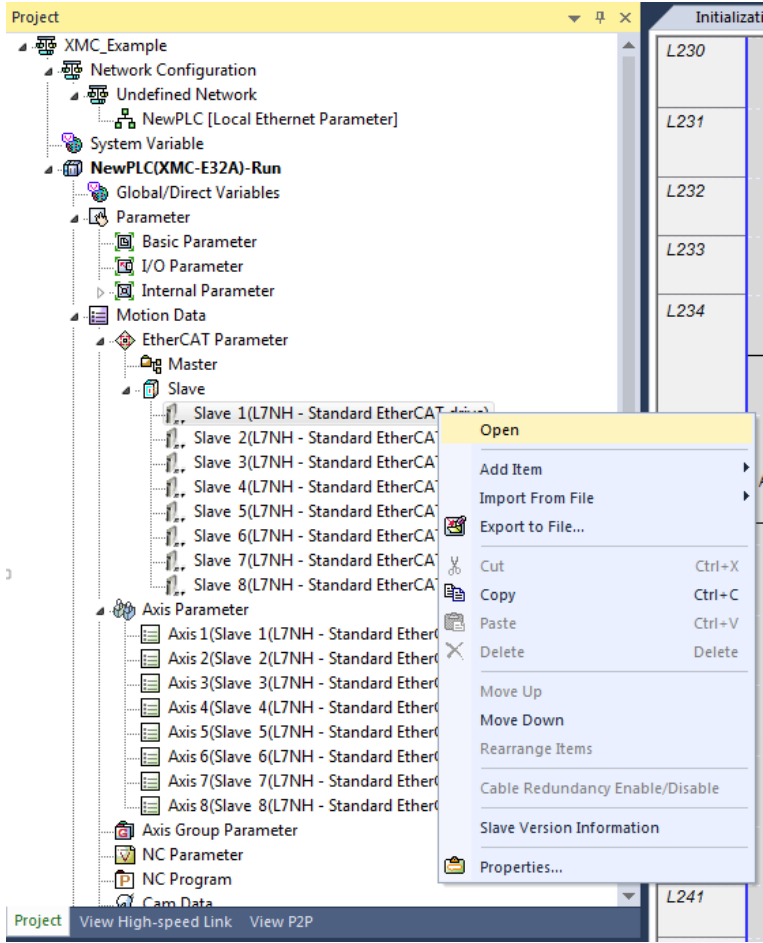 Project
Initializati
XMC_Example
Network Configuration
Undefined Network
NewPLC [Local Ethernet Parameter]
System Variable
NewPLC(XMC-E32A)-Run
Global/Direct Variables
Parameter
Basic Parameter
I/O Parameter
Internal Parameter
Motion Data
EtherCAT Parameter
Master
Slave
Slave 1(L7NH - Standard EtherCAT drive)
Slave 2(L7NH - Standard EtherCA
Slave 3(L7NH - Standard EtherCA
Slave 4(L7NH - Standard EtherCA
Slave 5(L7NH - Standard EtherCA
Slave 6(L7NH - Standard EtherCA
Slave 7(L7NH - Standard EtherCA
Slave 8(L7NH - Standard EtherCA
Axis Parameter
Axis 1(Slave 1(L7NH - Standard Ether
Axis 2(Slave 2(L7NH - Standard Ether
Axis 3(Slave 3(L7NH - Standard Ether
Axis 4(Slave 4(L7NH - Standard Ether
Axis 5(Slave 5(L7NH - Standard Ether
Axis 6(Slave 6(L7NH - Standard Ether
Axis 7(Slave 7(L7NH - Standard Ether
Axis 8(Slave 8(L7NH - Standard Ether
Axis Group Parameter
NC Parameter
NC Program
Cam Data
Project View High-speed Link View P2P
Open
Add Item
Import From File
Export to File...
Cut Ctrl+X
Copy Ctrl+C
Paste Ctrl+V
Delete Delete
Move Up
Move Down
Rearrange Items
Cable Redundancy Enable/Disable
Slave Version Information
Properties...
L230
L231
L232
L233
L234
L241